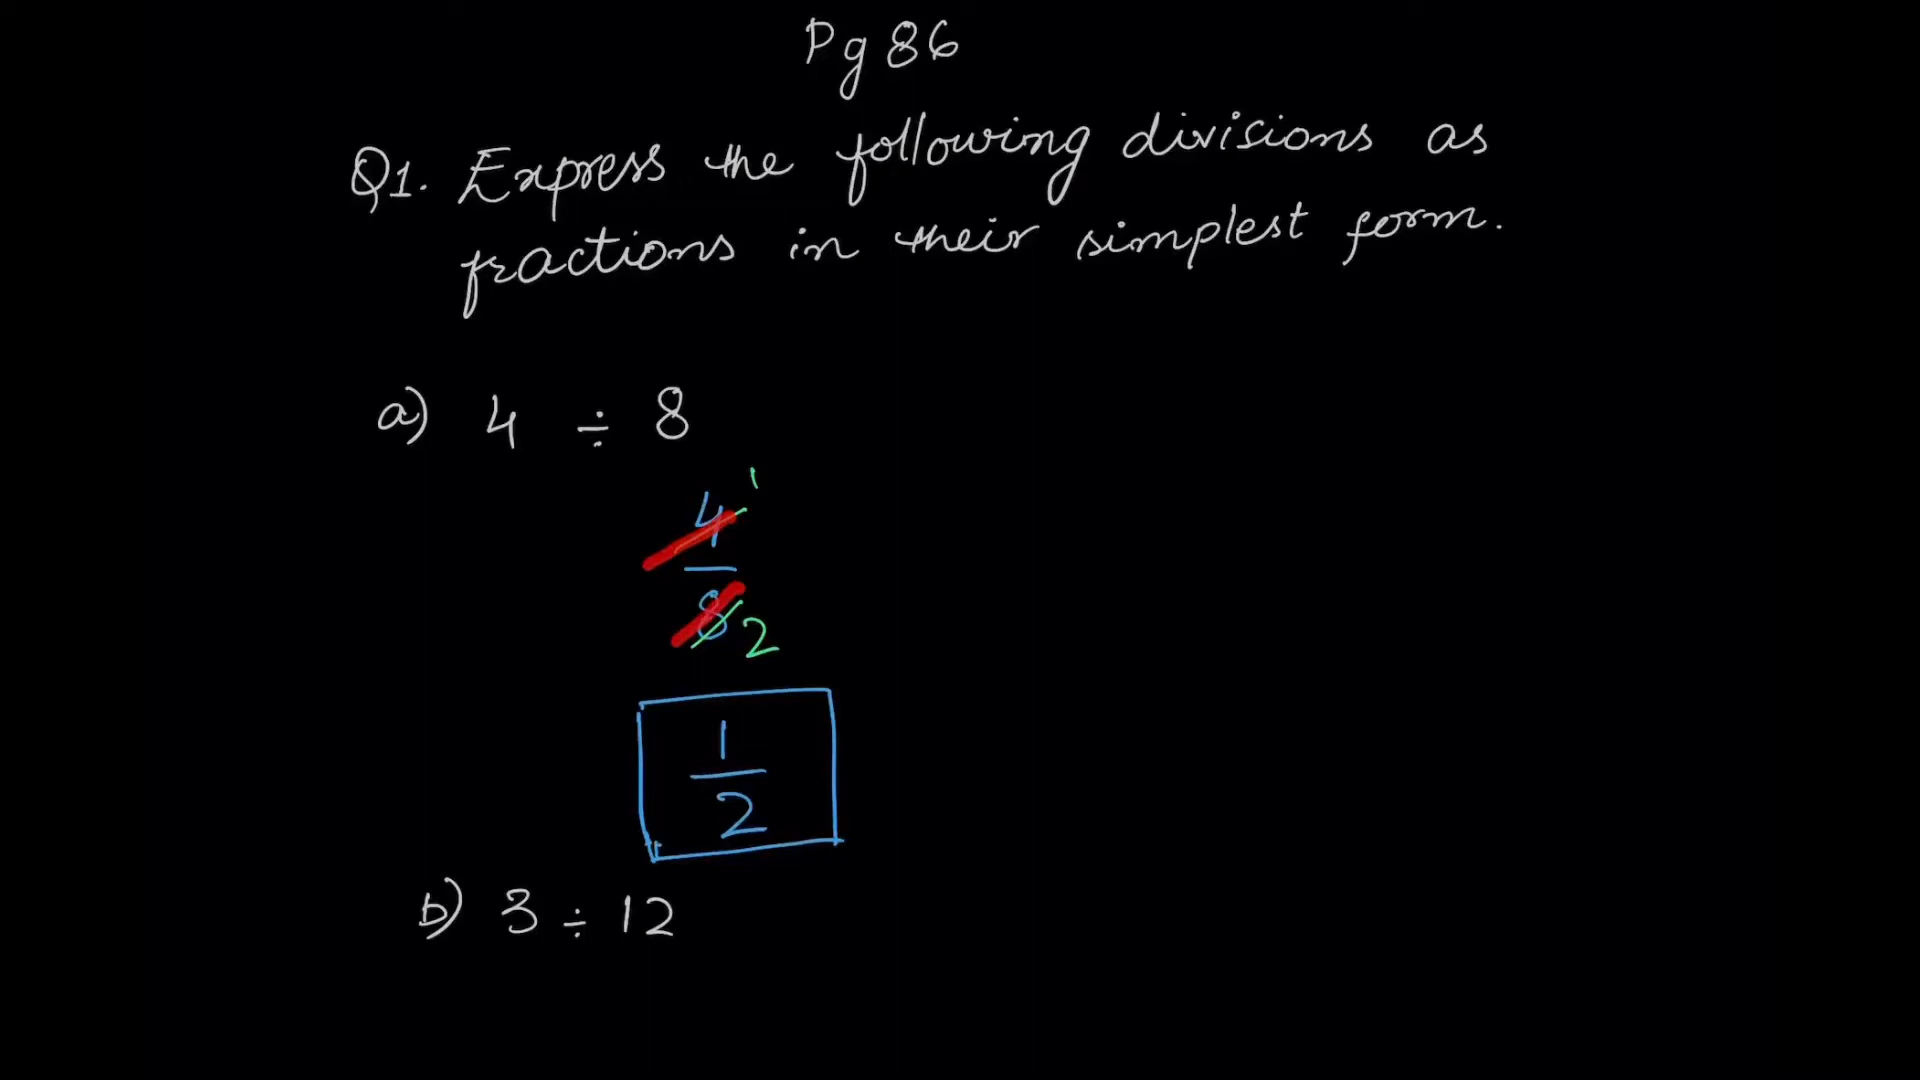 Pg 86
Q1. Express the following divisions as
fractions in their simplest form.
a) 4 ÷ 8
1
4
8 2
1
2
b) 3 ÷ 12